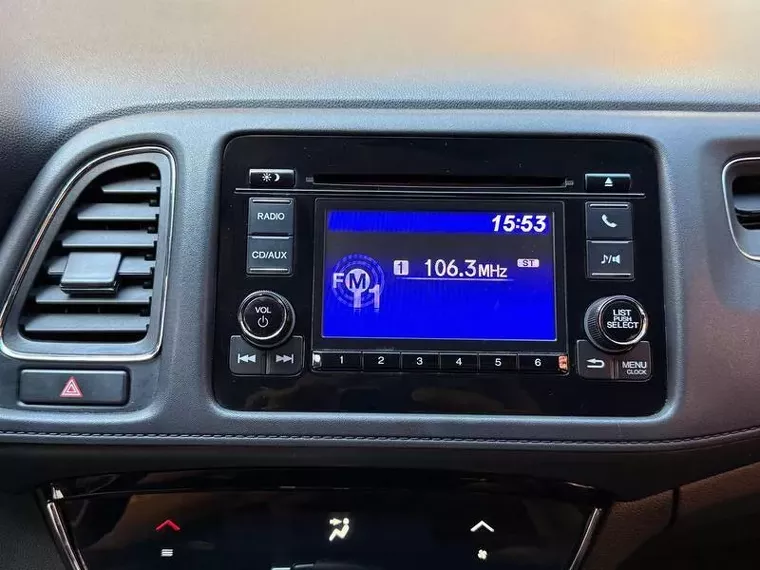 RADIO
CD/AUX
VOL
15:53
FM 1 106.3MHz ST
1 2 3 4 5 6
LIST
PUSH
SELECT
MENU
CLOCK